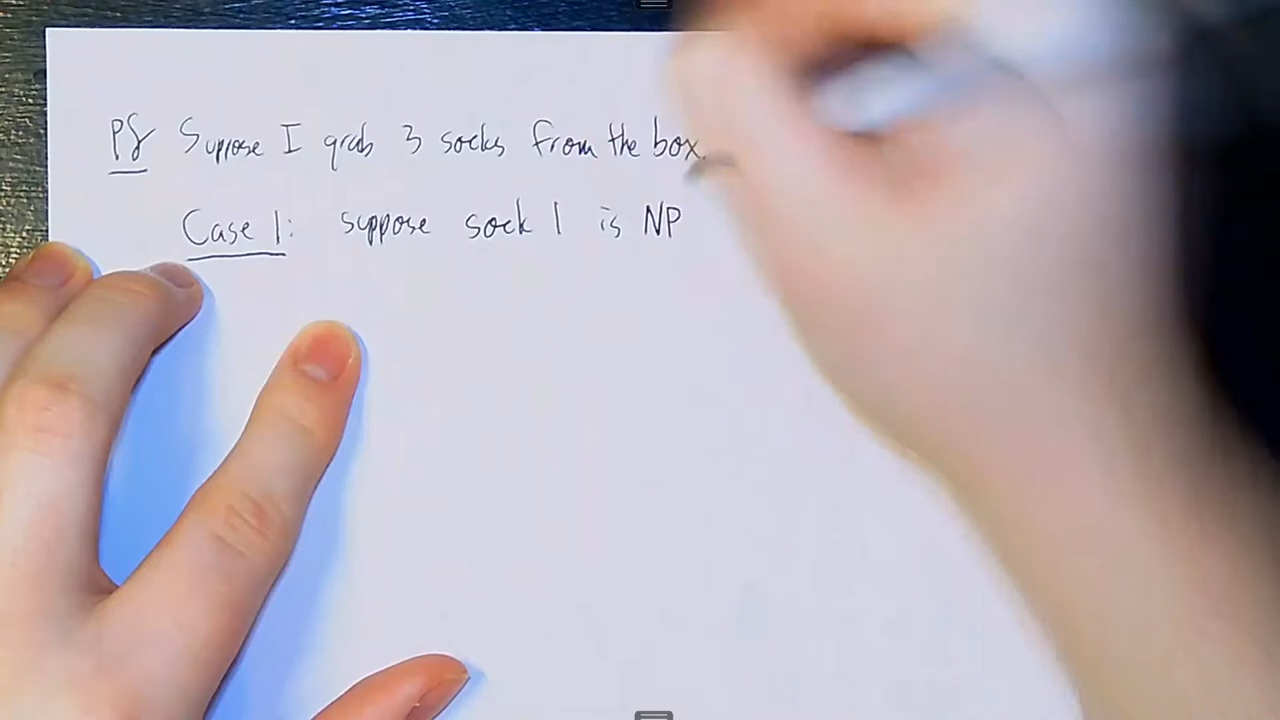 Pf Suppose I grab 3 socks from the box.
Case 1: suppose sock 1 is NP